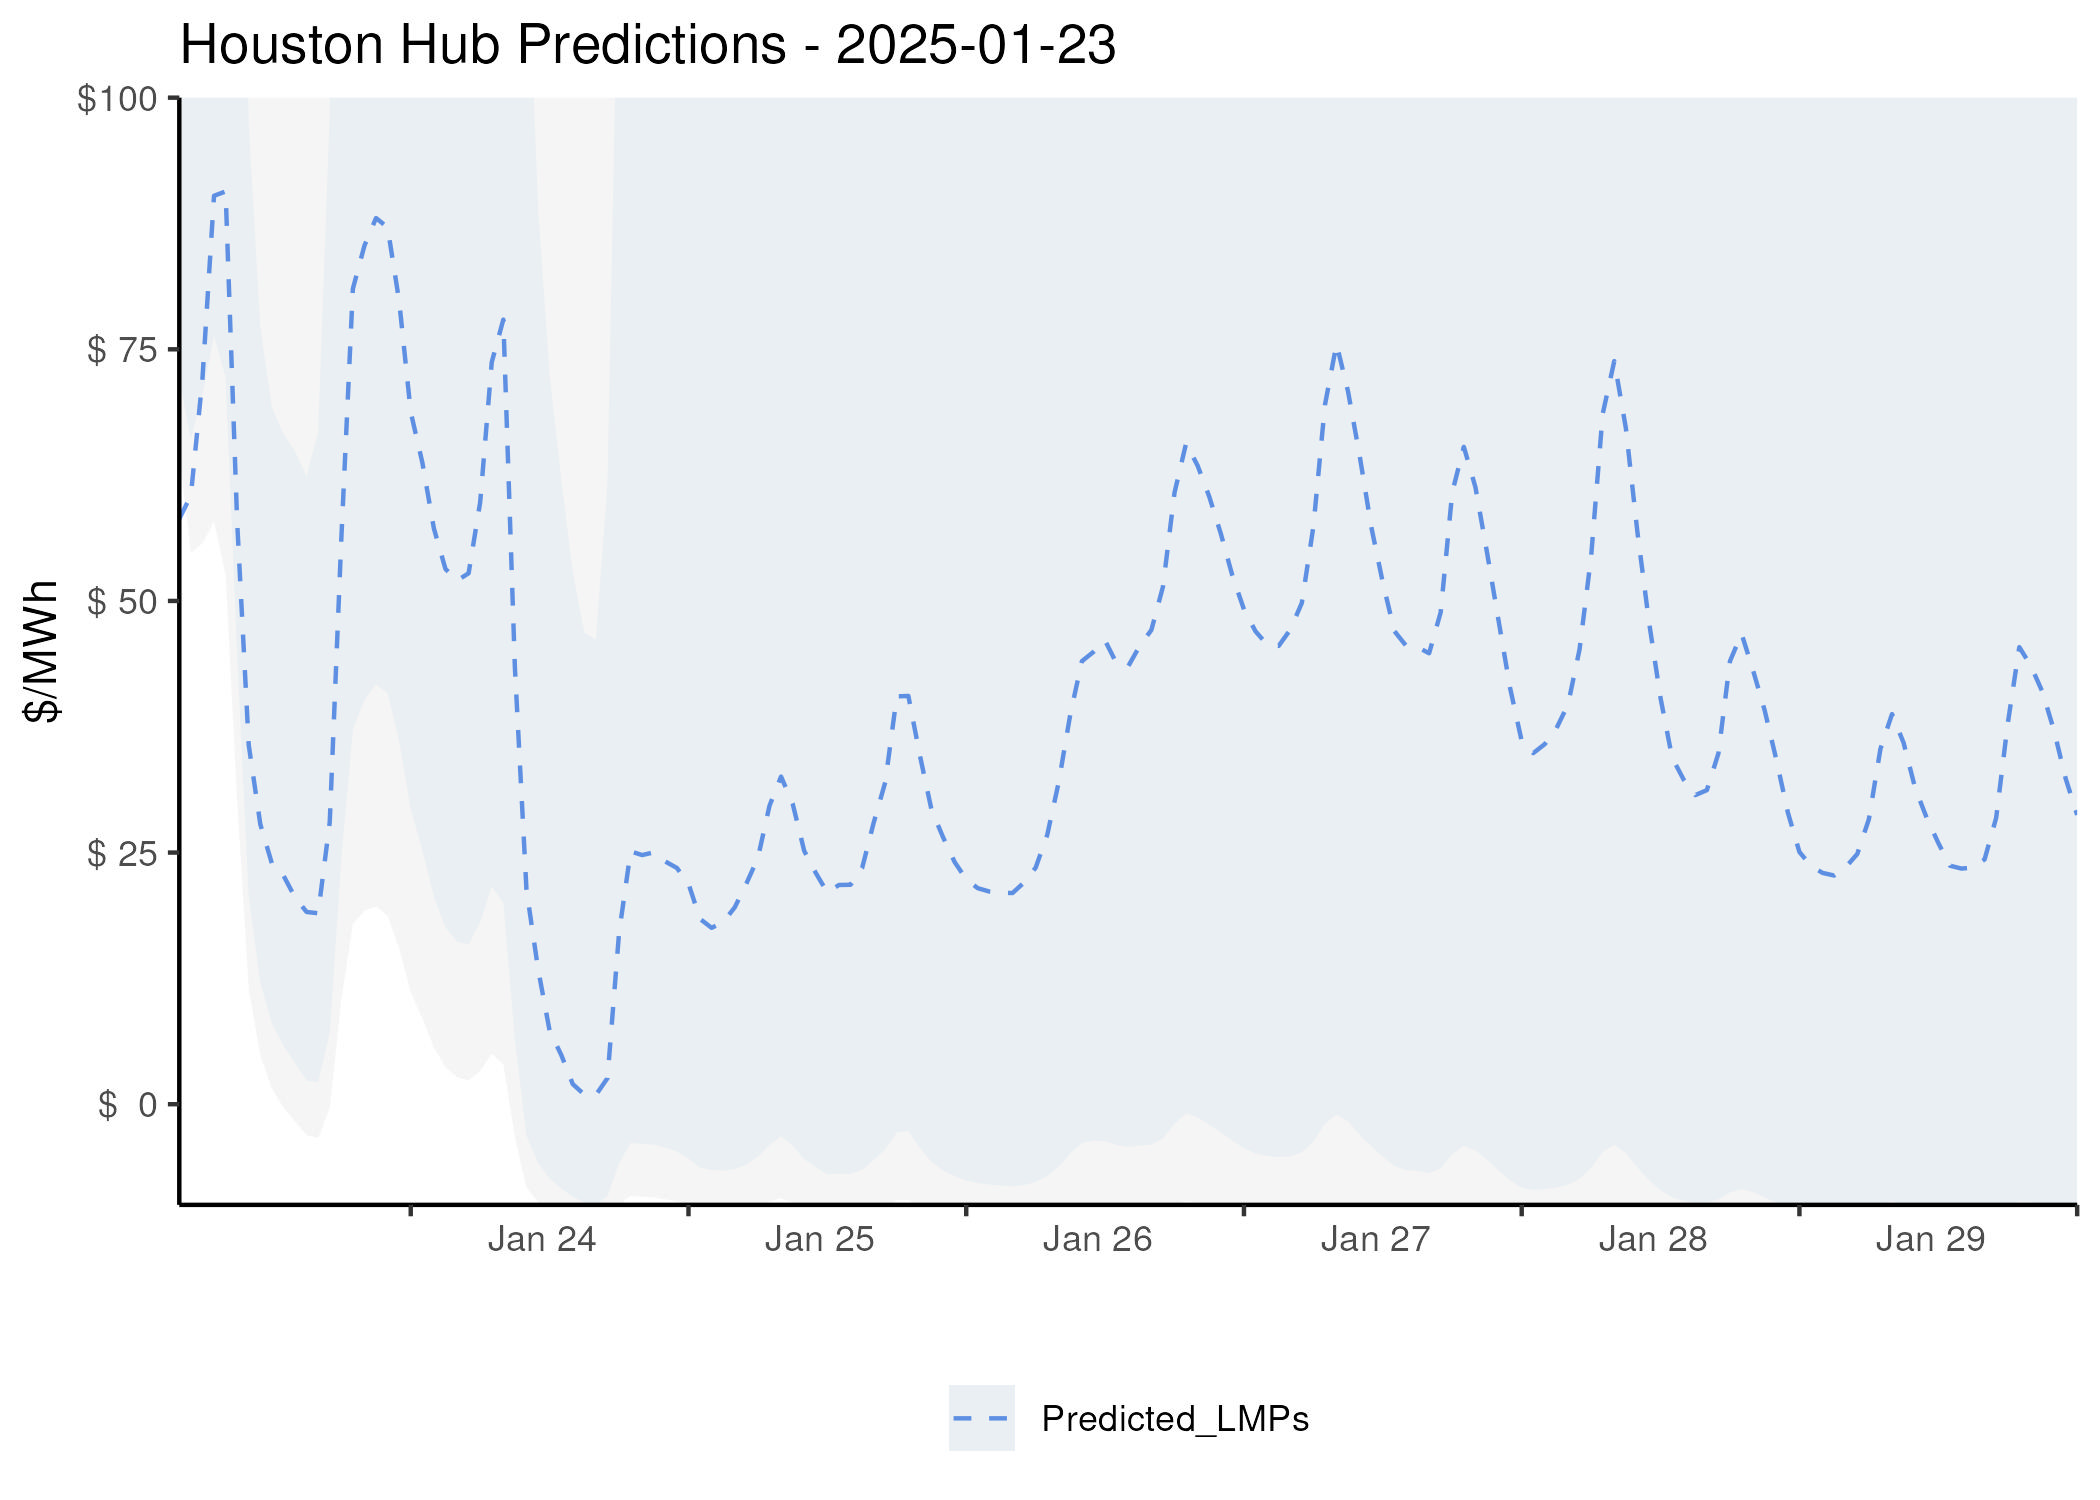 Houston Hub Predictions - 2025-01-23
$100
$ 75
$ 50
$ 25
$ 0
$/MWh
Jan 24 Jan 25 Jan 26 Jan 27 Jan 28 Jan 29
Predicted_LMPs